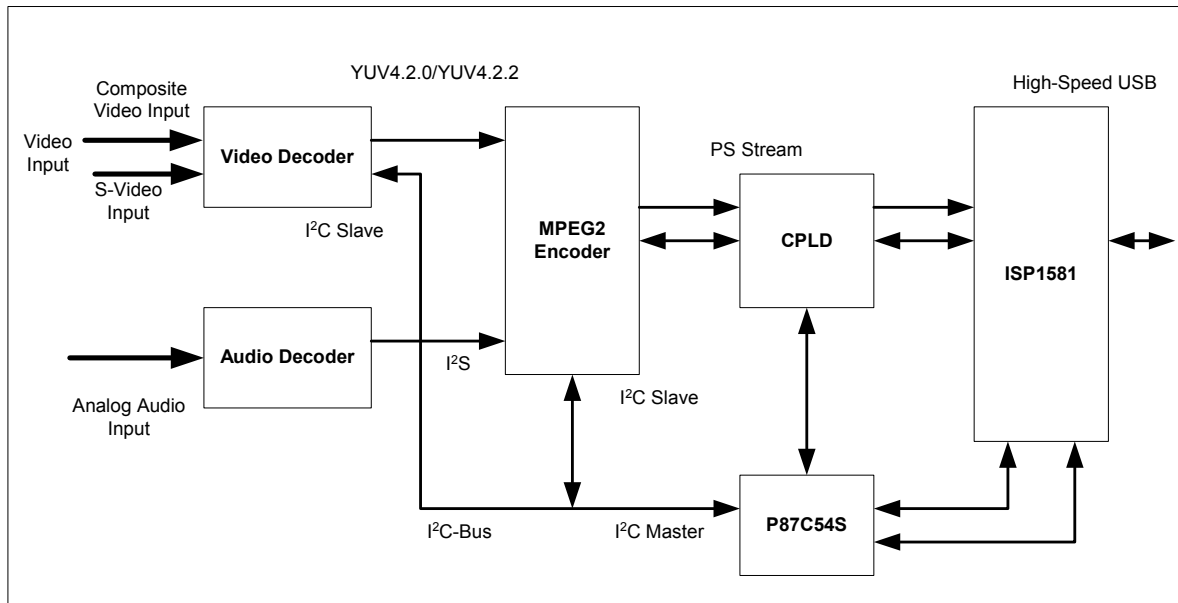 YUV4.2.0/YUV4.2.2
High-Speed USB
Composite
Video Input
Video
Input
S-Video
Input
Video Decoder
I²C Slave
MPEG2
Encoder
PS Stream
CPLD
ISP1581
Audio Decoder
I²S
Analog Audio
Input
I²C Slave
I²C-Bus
I²C Master
P87C54S